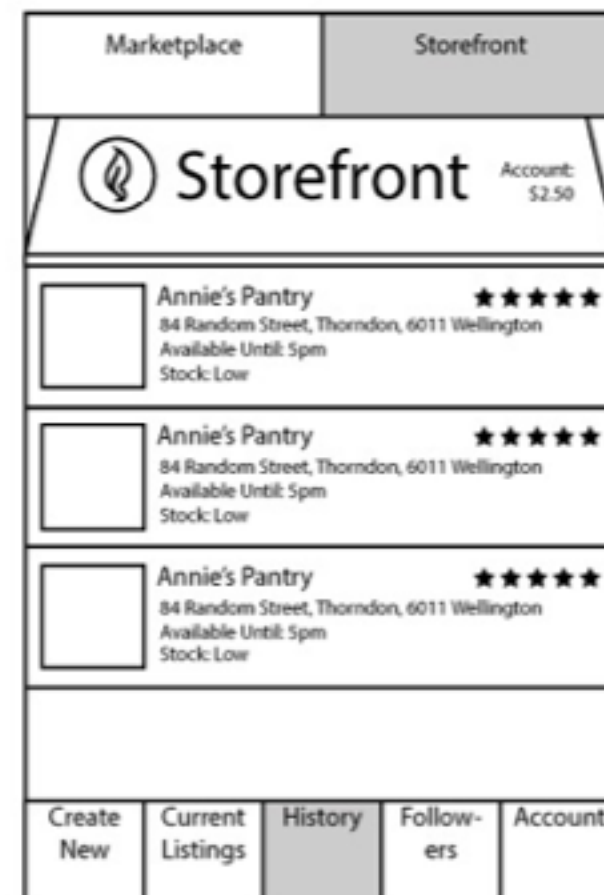 Marketplace Storefront
Storefront
Account:
$2.50
Annie's Pantry ★★★★★
84 Random Street, Thorndon, 6011 Wellington
Available Until: 5pm
Stock: Low
Annie's Pantry ★★★★★
84 Random Street, Thorndon, 6011 Wellington
Available Until: 5pm
Stock: Low
Annie's Pantry ★★★★★
84 Random Street, Thorndon, 6011 Wellington
Available Until: 5pm
Stock: Low
Create
New
Current
Listings
History
Follow-
ers
Account